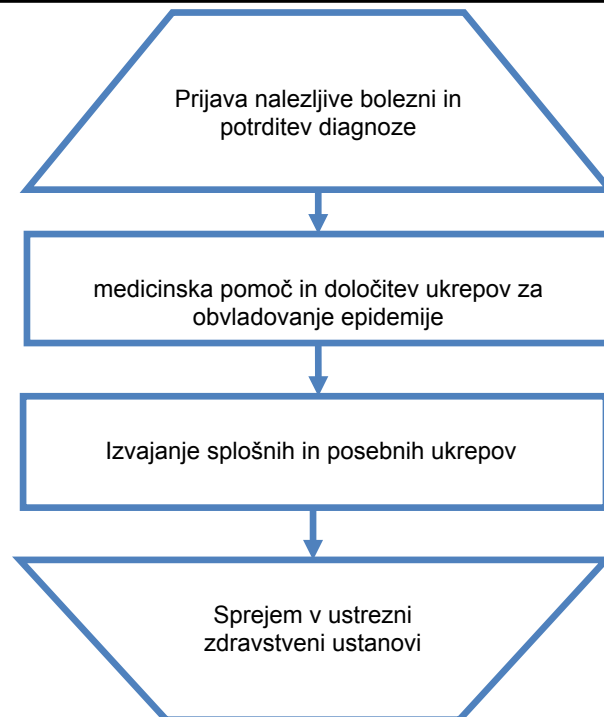 Prijava nalezljive bolezni in
potrditev diagnoze
medicinska pomoč in določitev ukrepov za
obvladovanje epidemije
Izvajanje splošnih in posebnih ukrepov
Sprejem v ustrezni
zdravstveni ustanovi